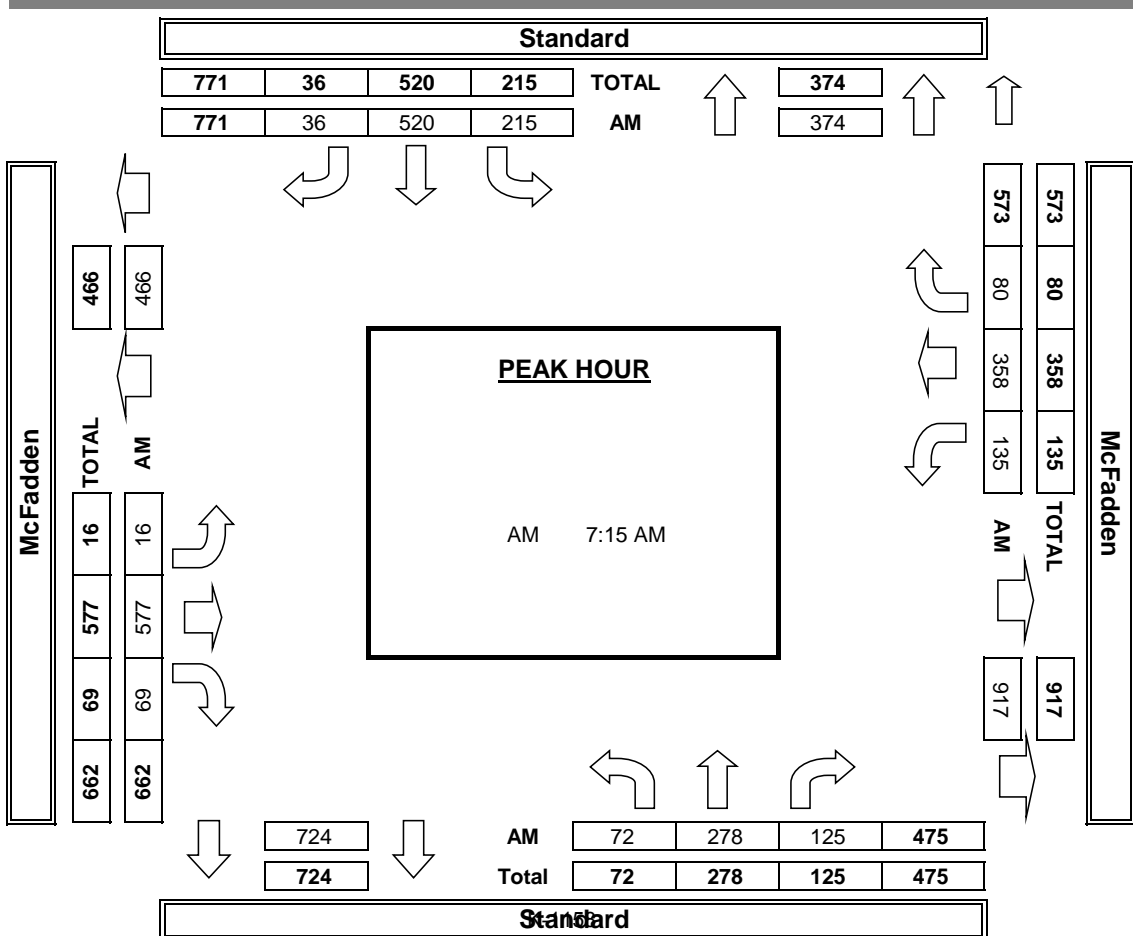 Standard
771 36 520 215 TOTAL 374
771 36 520 215 AM 374
McFadden
466 466
TOTAL AM
16 16
577 577
69 69
662 662
PEAK HOUR
AM 7:15 AM
573 573
80 80
358 358
135 135
AM TOTAL
917 917
McFadden
724 AM 72 278 125 475
724 Total 72 278 125 475
Standard